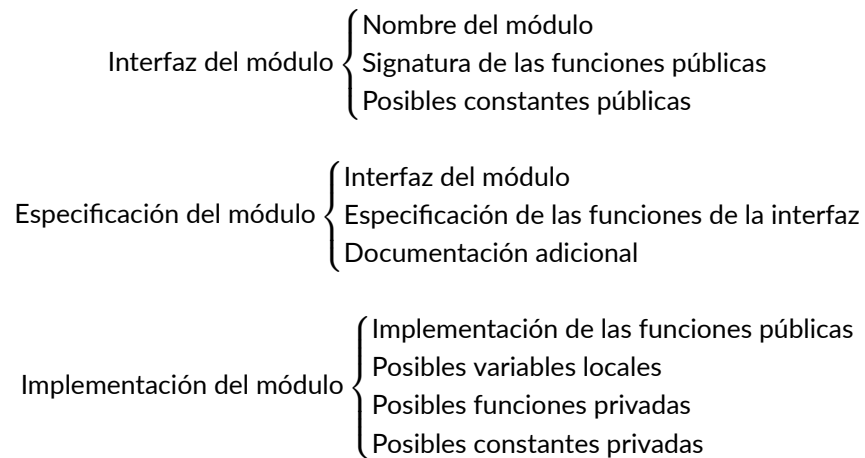 Interfaz del módulo
Nombre del módulo
Signatura de las funciones públicas
Posibles constantes públicas
Especificación del módulo
Interfaz del módulo
Especificación de las funciones de la interfaz
Documentación adicional
Implementación del módulo
Implementación de las funciones públicas
Posibles variables locales
Posibles funciones privadas
Posibles constantes privadas